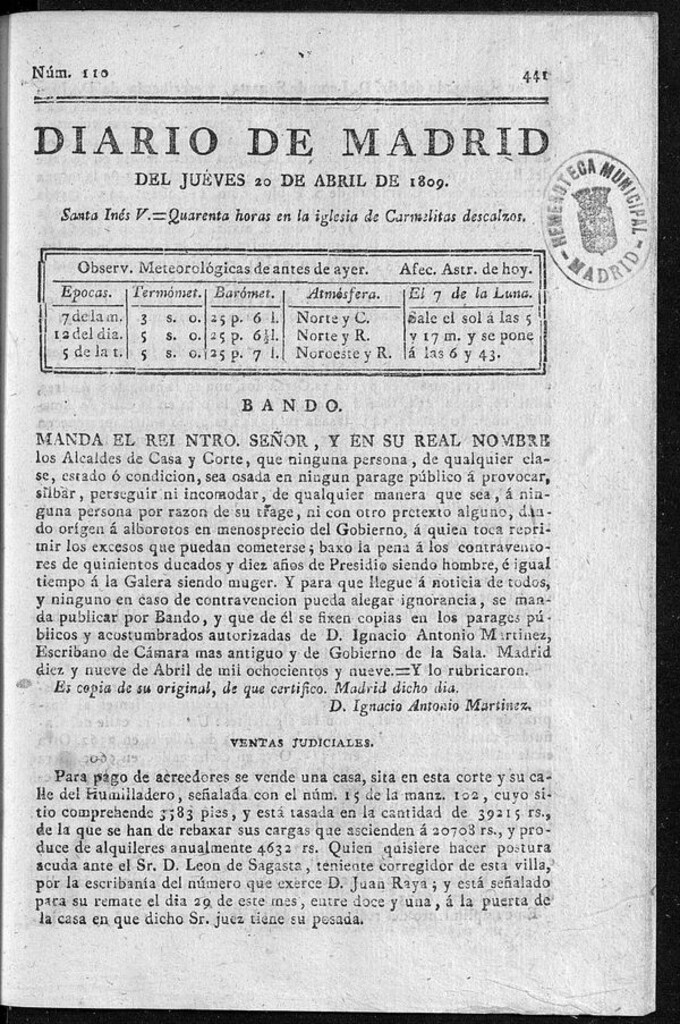 Núm. 110 441
DIARIO DE MADRID
DEL JUÉVES 20 DE ABRIL DE 1809.
Santa Inés V.=Quarenta horas en la iglesia de Carmelitas descalzos.
HEMEROTECA MUNICIPAL
MADRID
Observ. Meteorológicas de antes de ayer. Afec. Astr. de hoy.
Epocas. Termómet. Barómet. Atmósfera. El 7 de la Luna.
7 de la m. 3 s. o. 25 p. 6 l. Norte y C. Sale el sol á las 5
12 del dia. 5 s. o. 25 p. 6½l. Norte y R. y 17 m. y se pone
5 de la t. 5 s. o. 25 p. 7 l. Noroeste y R. á las 6 y 43.
BANDO.
MANDA EL REI NTRO. SEÑOR, Y EN SU REAL NOMBRE
los Alcaldes de Casa y Corte, que ninguna persona, de qualquier cla-
se, estado ó condicion, sea osada en ningun parage público á provocar,
silbar, perseguir ni incomodar, de qualquier manera que sea, á nin-
guna persona por razon de su trage, ni con otro pretexto alguno, dando
do orígen á alborotos en menosprecio del Gobierno, á quien toca repri-
mir los excesos que puedan cometerse; baxo la pena á los contravento-
res de quinientos ducados y diez años de Presidio siendo hombre, é igual
tiempo á la Galera siendo muger. Y para que llegue á noticia de todos,
y ninguno en caso de contravencion pueda alegar ignorancia, se man-
da publicar por Bando, y que de él se fixen copias en los parages pú-
blicos y acostumbrados autorizadas de D. Ignacio Antonio Martinez,
Escribano de Cámara mas antiguo y de Gobierno de la Sala. Madrid
diez y nueve de Abril de mil ochocientos y nueve.=Y lo rubricaron.
Es copia de su original, de que certifico. Madrid dicho dia.
D. Ignacio Antonio Martinez.
VENTAS JUDICIALES.
Para pago de acreedores se vende una casa, sita en esta corte y su ca-
lle del Humilladero, señalada con el núm. 15 de la manz. 102, cuyo si-
tio comprehende 3583 pies, y está tasada en la cantidad de 39215 rs.,
de la que se han de rebaxar sus cargas que ascienden á 20708 rs., y pro-
duce de alquileres anualmente 4632 rs. Quien quisiere hacer postura
acuda ante el Sr. D. Leon de Sagasta, teniente corregidor de esta villa,
por la escribanía del número que exerce D. Juan Raya; y está señalado
para su remate el dia 29 de este mes, entre doce y una, á la puerta de
la casa en que dicho Sr. juez tiene su posada.